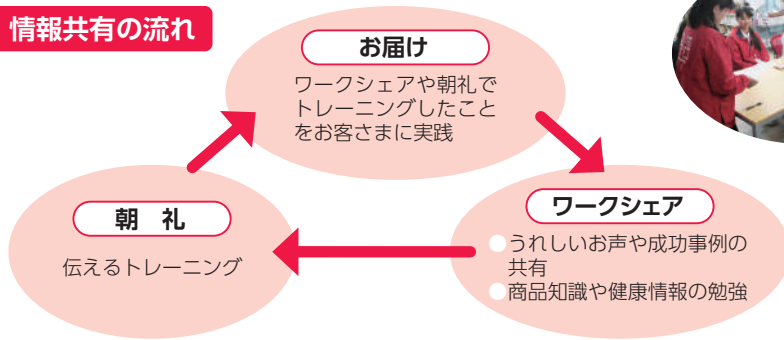 情報共有の流れ
お届け
ワークシェアや朝礼で
トレーニングしたこと
をお客さまに実践
朝 礼
伝えるトレーニング
ワークシェア
●うれしいお声や成功事例の
共有
●商品知識や健康情報の勉強